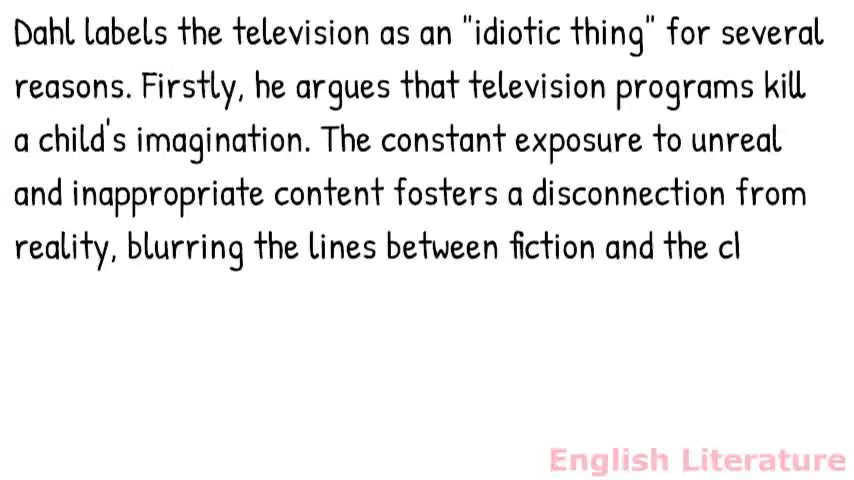 Dahl labels the television as an "idiotic thing" for several
reasons. Firstly, he argues that television programs kill
a child's imagination. The constant exposure to unreal
and inappropriate content fosters a disconnection from
reality, blurring the lines between fiction and the cl
English Literature